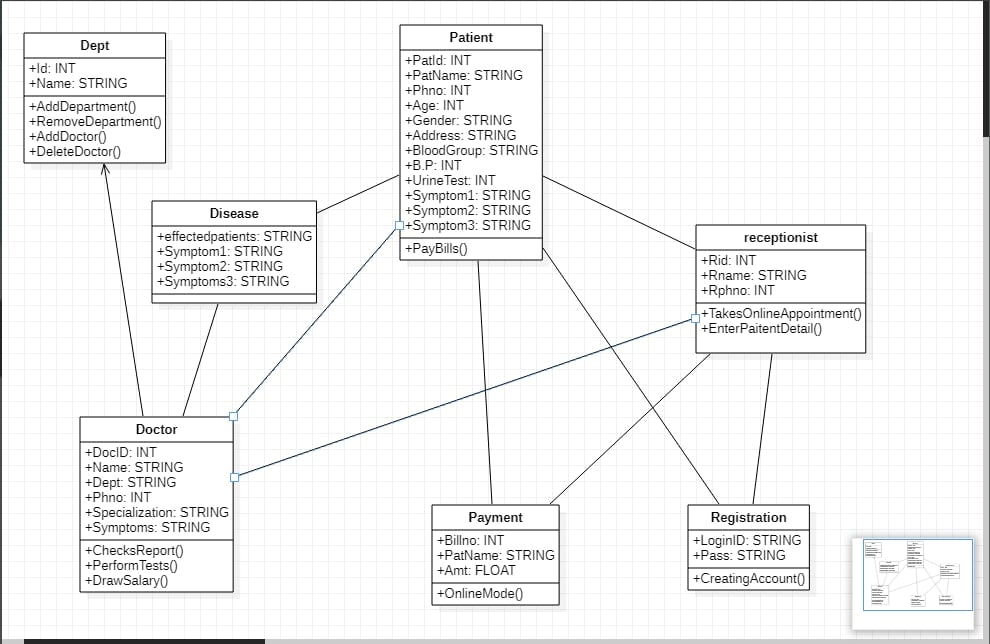 Dept
+Id: INT
+Name: STRING
+AddDepartment()
+RemoveDepartment()
+AddDoctor()
+DeleteDoctor()
Patient
+PatId: INT
+PatName: STRING
+Phno: INT
+Age: INT
+Gender: STRING
+Address: STRING
+BloodGroup: STRING
+B.P: INT
+UrineTest: INT
+Symptom1: STRING
+Symptom2: STRING
+Symptom3: STRING
+PayBills()
Disease
+effectedpatients: STRING
+Symptom1: STRING
+Symptom2: STRING
+Symptoms3: STRING
receptionist
+Rid: INT
+Rname: STRING
+Rphno: INT
+TakesOnlineAppointment()
+EnterPaitentDetail()
Doctor
+DocID: INT
+Name: STRING
+Dept: STRING
+Phno: INT
+Specialization: STRING
+Symptoms: STRING
+ChecksReport()
+PerformTests()
+DrawSalary()
Payment
+Billno: INT
+PatName: STRING
+Amt: FLOAT
+OnlineMode()
Registration
+LoginID: STRING
+Pass: STRING
+CreatingAccount()